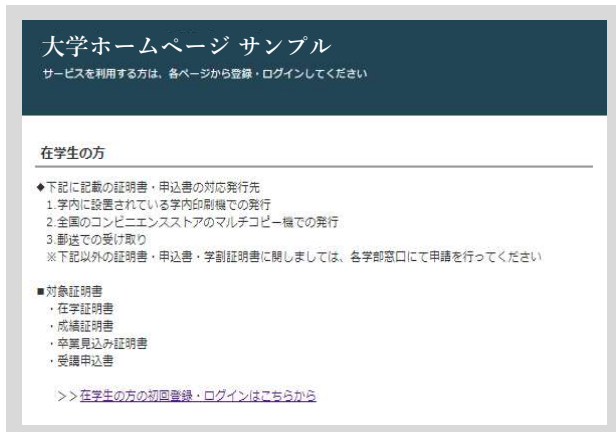 大学ホームページ サンプル
サービスを利用する方は、各ページから登録・ログインしてください
在学生の方
◆下記に記載の証明書・申込書の対応発行先
1.学内に設置されている学内印刷機での発行
2.全国のコンビニエンスストアのマルチコピー機での発行
3.郵送での受け取り
※下記以外の証明書・申込書・学割証明書に関しましては、各学部窓口にて申請を行ってください
■対象証明書
・在学証明書
・成績証明書
・卒業見込み証明書
・受講申込書
＞＞在学生の方の初回登録・ログインはこちらから